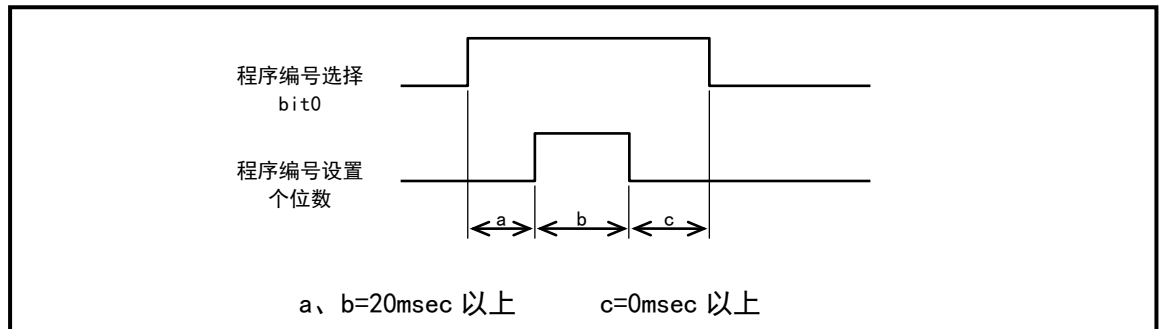 程序编号选择
bit0
程序编号设置
个位数
a b c
a、b=20msec 以上 c=0msec 以上